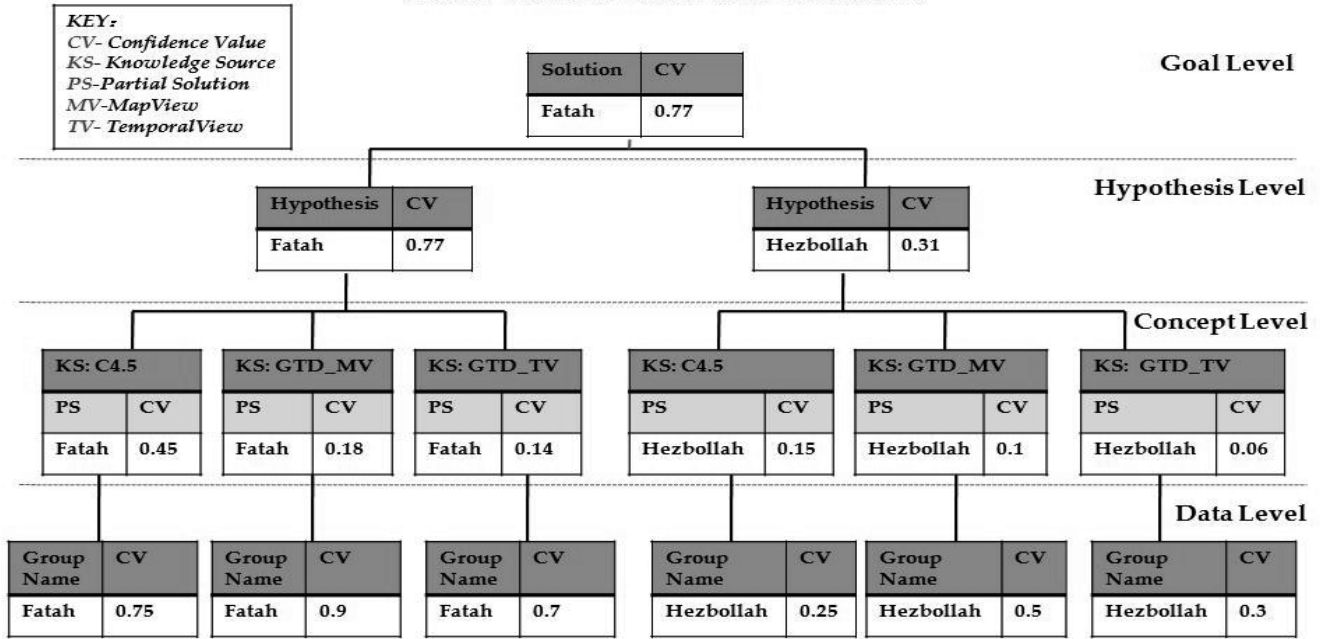 KEY:
CV- Confidence Value
KS- Knowledge Source
PS-Partial Solution
MV-MapView
TV- TemporalView
Goal Level
Solution CV
Fatah 0.77
Hypothesis Level
Hypothesis CV
Fatah 0.77
Hypothesis CV
Hezbollah 0.31
Concept Level
KS: C4.5
PS CV
Fatah 0.45
KS: GTD_MV
PS CV
Fatah 0.18
KS: GTD_TV
PS CV
Fatah 0.14
KS: C4.5
PS CV
Hezbollah 0.15
KS: GTD_MV
PS CV
Hezbollah 0.1
KS: GTD_TV
PS CV
Hezbollah 0.06
Data Level
Group CV
Name
Fatah 0.75
Group CV
Name
Fatah 0.9
Group CV
Name
Fatah 0.7
Group CV
Name
Hezbollah 0.25
Group CV
Name
Hezbollah 0.5
Group CV
Name
Hezbollah 0.3